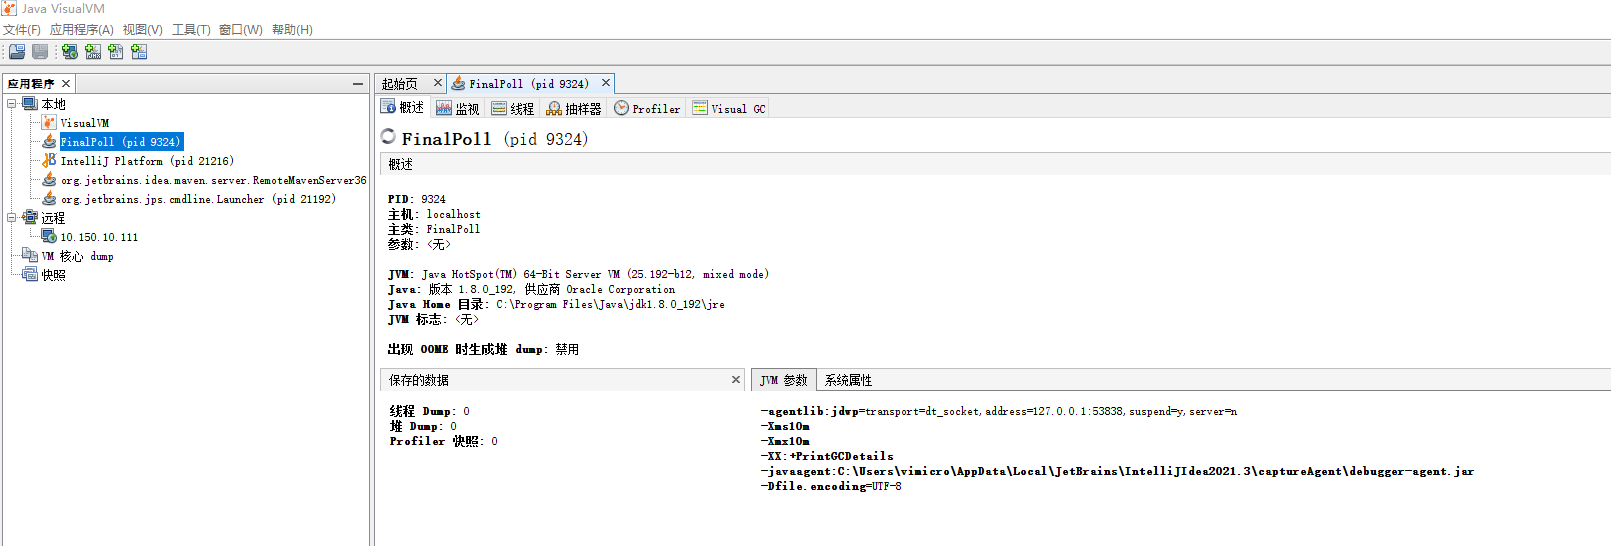 Java VisualVM
文件(F) 应用程序(A) 视图(V) 工具(T) 窗口(W) 帮助(H)
应用程序
本地
VisualVM
FinalPoll (pid 9324)
IntelliJ Platform (pid 21216)
org.jetbrains.idea.maven.server.RemoteMavenServer36
org.jetbrains.jps.cmdline.Launcher (pid 21192)
远程
10.150.10.111
VM 核心 dump
快照
起始页 FinalPoll (pid 9324)
概述 监视 线程 抽样器 Profiler Visual GC
FinalPoll (pid 9324)
概述
PID: 9324
主机: localhost
主类: FinalPoll
参数: <无>
JVM: Java HotSpot(TM) 64-Bit Server VM (25.192-b12, mixed mode)
Java: 版本 1.8.0_192, 供应商 Oracle Corporation
Java Home 目录: C:\Program Files\Java\jdk1.8.0_192\jre
JVM 标志: <无>
出现 OOME 时生成堆 dump: 禁用
保存的数据
线程 Dump: 0
堆 Dump: 0
Profiler 快照: 0
JVM 参数 系统属性
-agentlib:jdwp=transport=dt_socket,address=127.0.0.1:53838,suspend=y,server=n
-Xms10m
-Xmx10m
-XX:+PrintGCDetails
-javaagent:C:\Users\vimicro\AppData\Local\JetBrains\IntelliJIdea2021.3\captureAgent\debugger-agent.jar
-Dfile.encoding=UTF-8